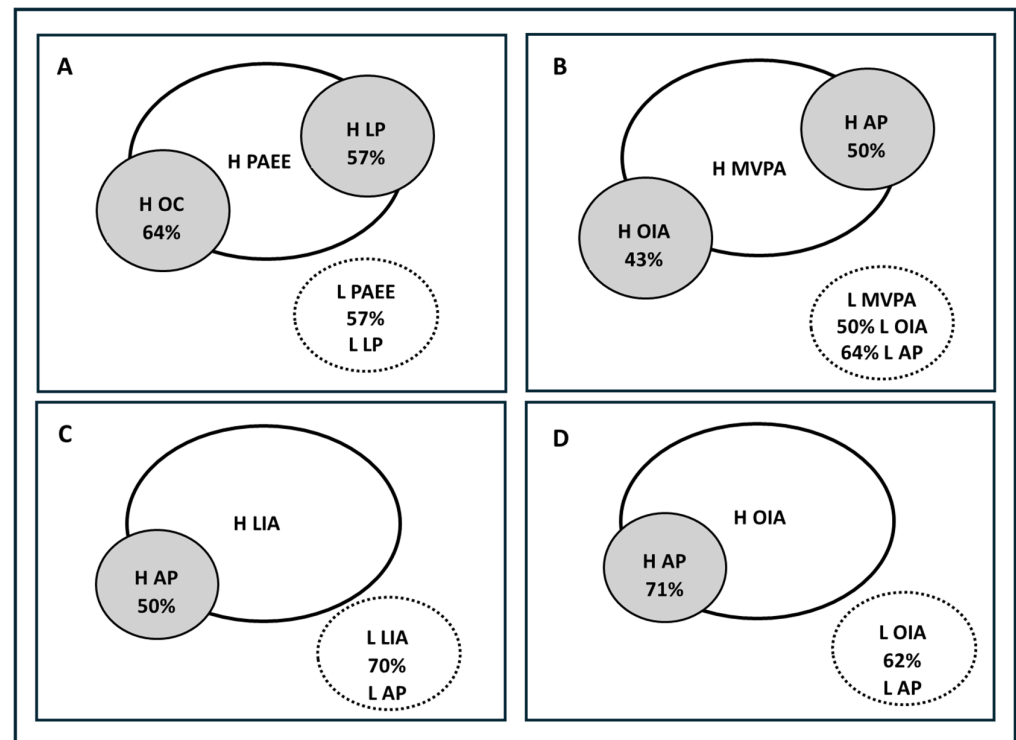 A
H LP
57%
H PAEE
H OC
64%
L PAEE
57%
L LP
B
H AP
50%
H MVPA
H OIA
43%
L MVPA
50% L OIA
64% L AP
C
H LIA
H AP
50%
L LIA
70%
L AP
D
H OIA
H AP
71%
L OIA
62%
L AP